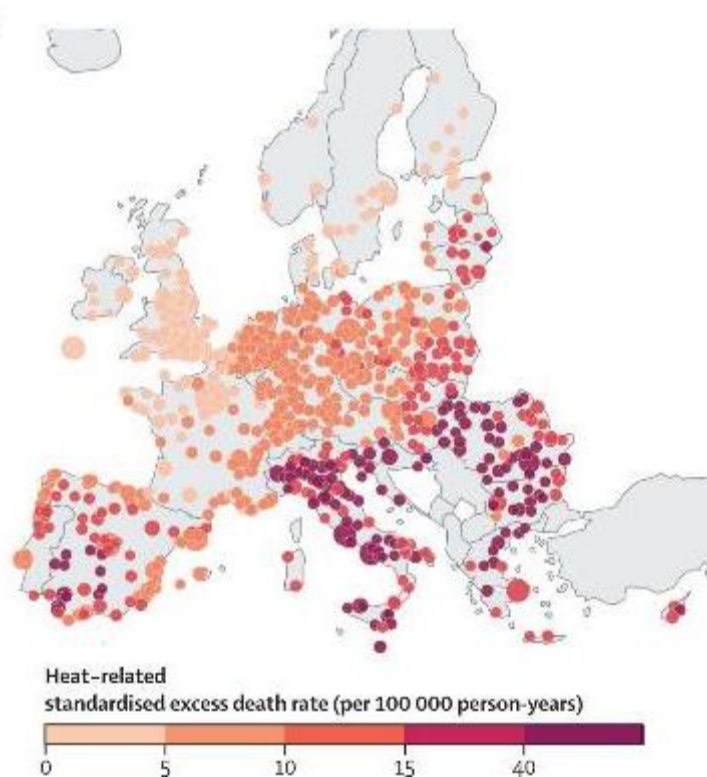 Heat-related
standardised excess death rate (per 100 000 person-years)
0 5 10 15 40